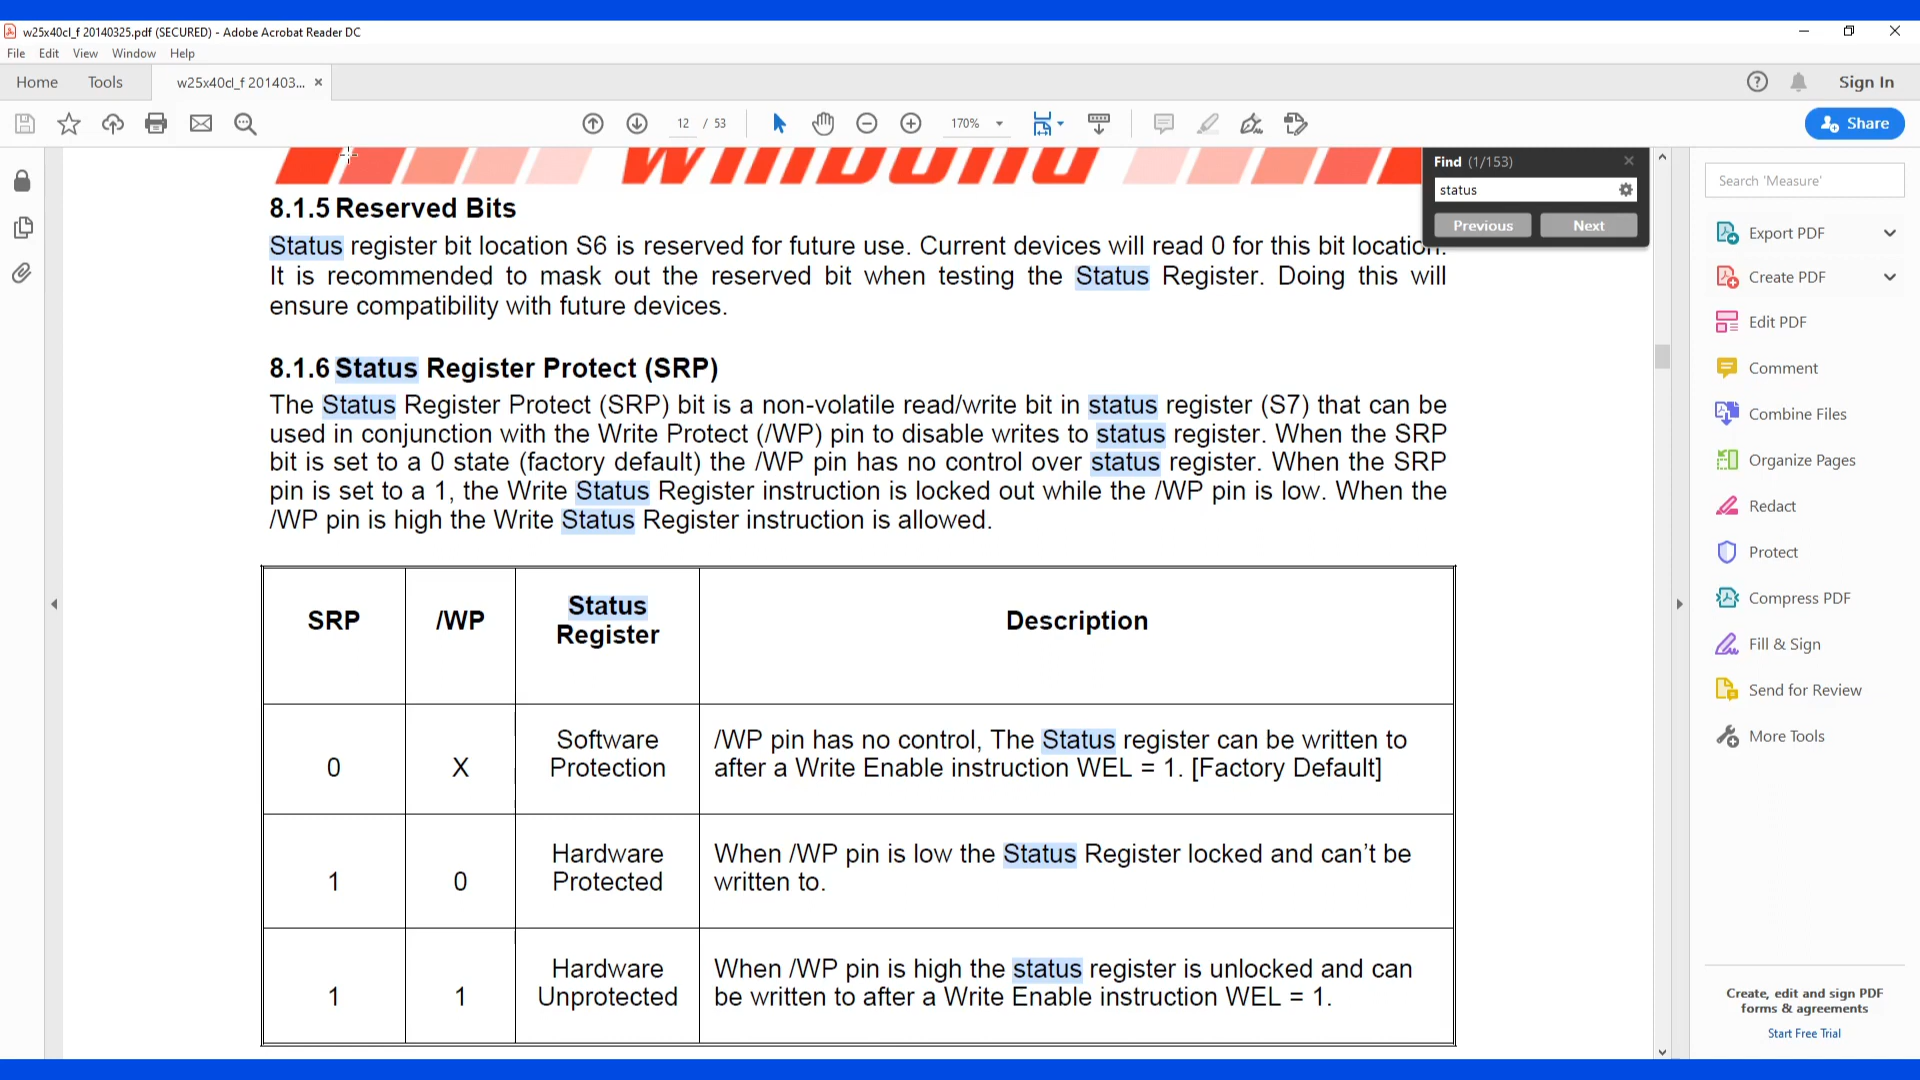 w25x40cl_f 20140325.pdf (SECURED) - Adobe Acrobat Reader DC
File Edit View Window Help
Home Tools w25x40cl_f 201403... × Sign In
12 / 53 170% Share
winbond
Find (1/153)
status
Previous Next
8.1.5 Reserved Bits
Status register bit location S6 is reserved for future use. Current devices will read 0 for this bit location.
It is recommended to mask out the reserved bit when testing the Status Register. Doing this will
ensure compatibility with future devices.
8.1.6 Status Register Protect (SRP)
The Status Register Protect (SRP) bit is a non-volatile read/write bit in status register (S7) that can be
used in conjunction with the Write Protect (/WP) pin to disable writes to status register. When the SRP
bit is set to a 0 state (factory default) the /WP pin has no control over status register. When the SRP
pin is set to a 1, the Write Status Register instruction is locked out while the /WP pin is low. When the
/WP pin is high the Write Status Register instruction is allowed.
SRP /WP Status Register Description
0 X Software Protection /WP pin has no control, The Status register can be written to
after a Write Enable instruction WEL = 1. [Factory Default]
1 0 Hardware Protected When /WP pin is low the Status Register locked and can't be
written to.
1 1 Hardware Unprotected When /WP pin is high the status register is unlocked and can
be written to after a Write Enable instruction WEL = 1.
Search 'Measure'
Export PDF
Create PDF
Edit PDF
Comment
Combine Files
Organize Pages
Redact
Protect
Compress PDF
Fill & Sign
Send for Review
More Tools
Create, edit and sign PDF
forms & agreements
Start Free Trial